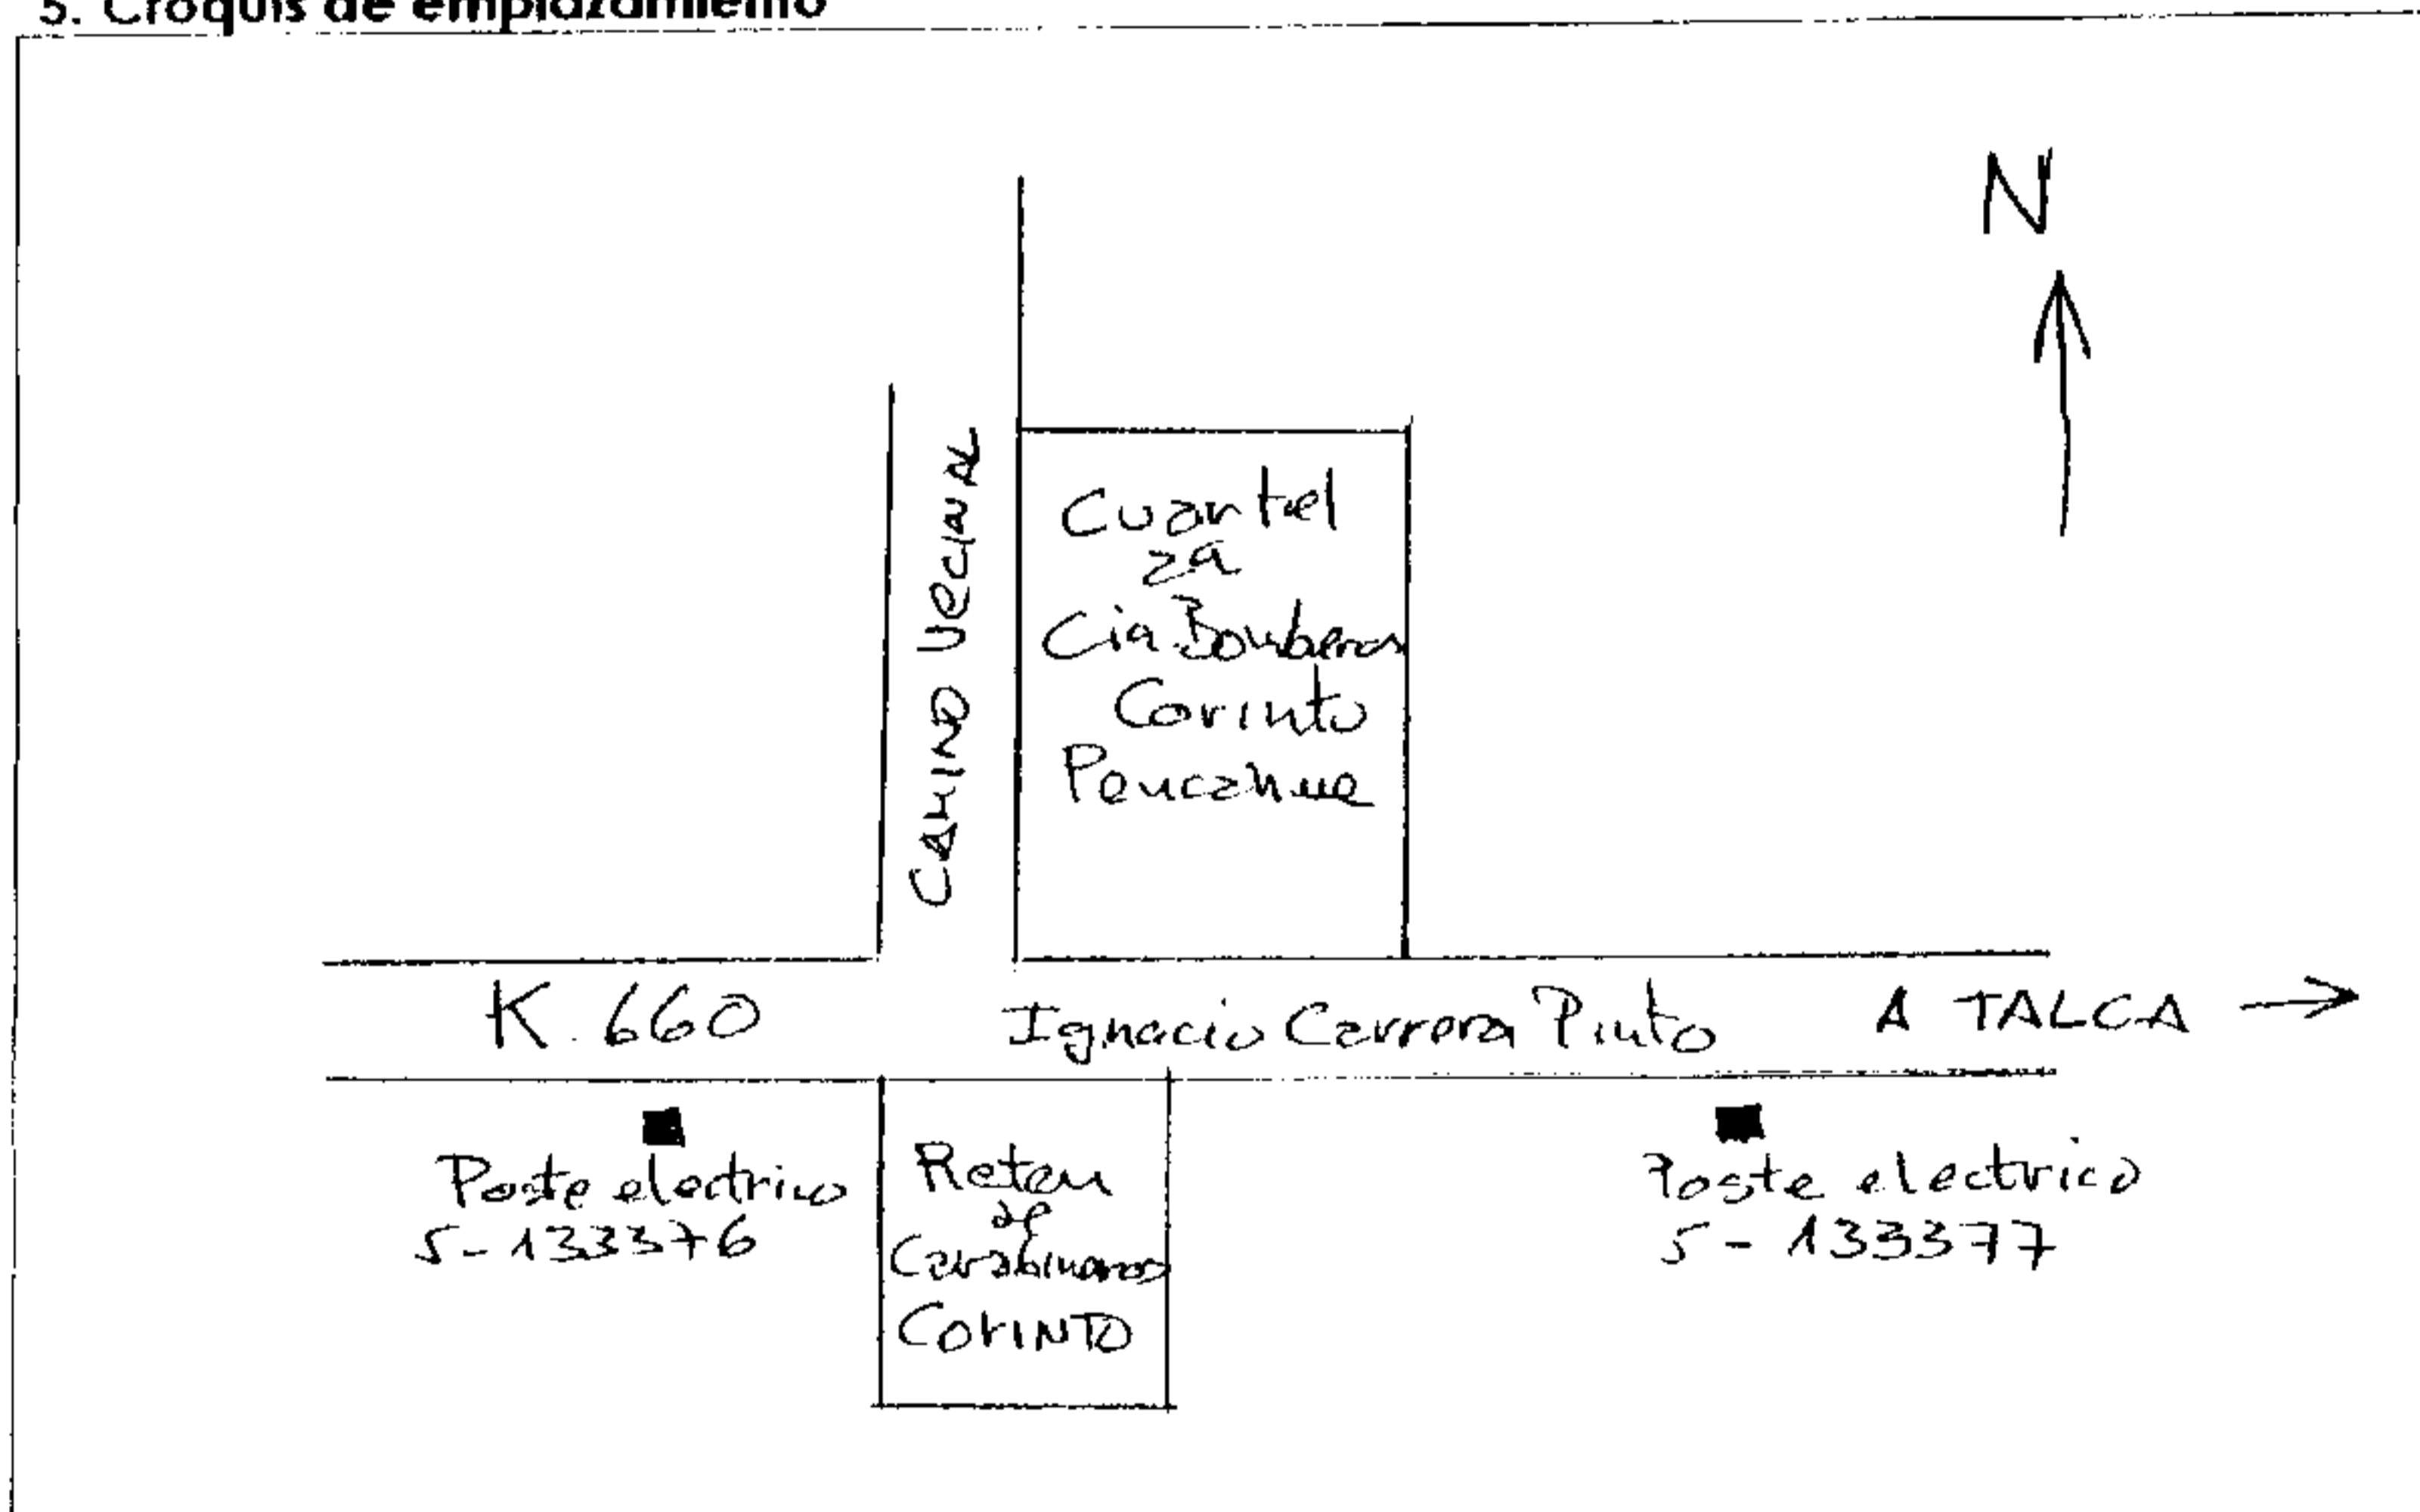 5. Croquis de emplazamiento
N
CAMINO VECINAL
Cuartel
2a
Cia Bomberos
Corinto
Pencahue
K. 660
Ignacio Carrera Pinto
A TALCA
Poste electrico
5-133376
Reten
de
Carabineros
CORINTO
Poste electrico
5-133377